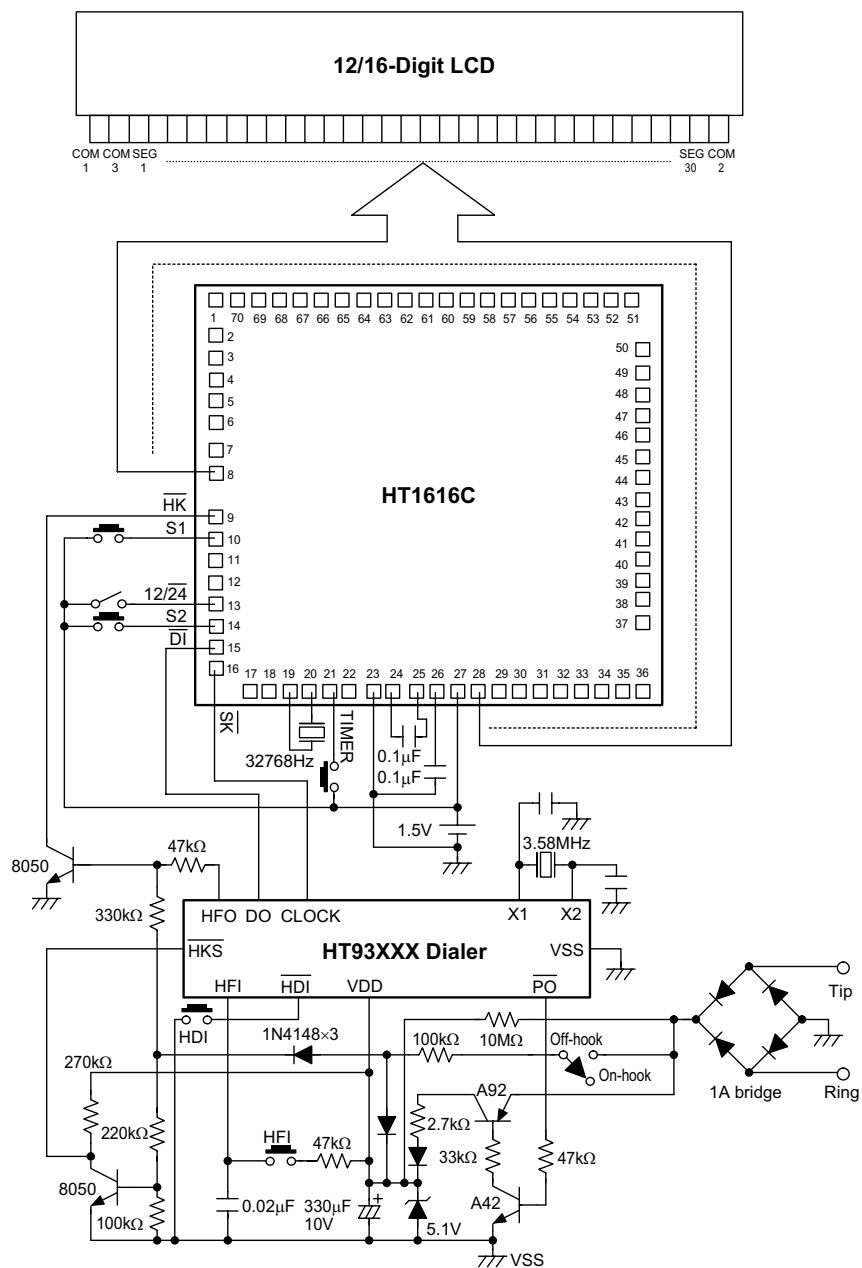 12/16-Digit LCD
COM COM SEG SEG COM
1 3 1 30 2
1 70 69 68 67 66 65 64 63 62 61 60 59 58 57 56 55 54 53 52 51
2
3
4
5
6
7
8
50
49
48
47
46
45
44
43
42
41
40
39
38
37
HT1616C
HK 9
S1 10
11
12
12/24 13
S2 14
DI 15
16
17 18 19 20 21 22 23 24 25 26 27 28 29 30 31 32 33 34 35 36
SK
TIMER
32768Hz
0.1μF
0.1μF
1.5V
3.58MHz
47kΩ
8050
330kΩ
HFO DO CLOCK X1 X2
HKS
HT93XXX Dialer
VSS
HFI HDI VDD PO
HDI
Tip
1N4148×3
100kΩ
10MΩ
Off-hook
On-hook
1A bridge
Ring
270kΩ
A92
2.7kΩ
220kΩ
HFI
47kΩ
33kΩ
47kΩ
8050
A42
0.02μF
330μF
10V
100kΩ
5.1V
VSS